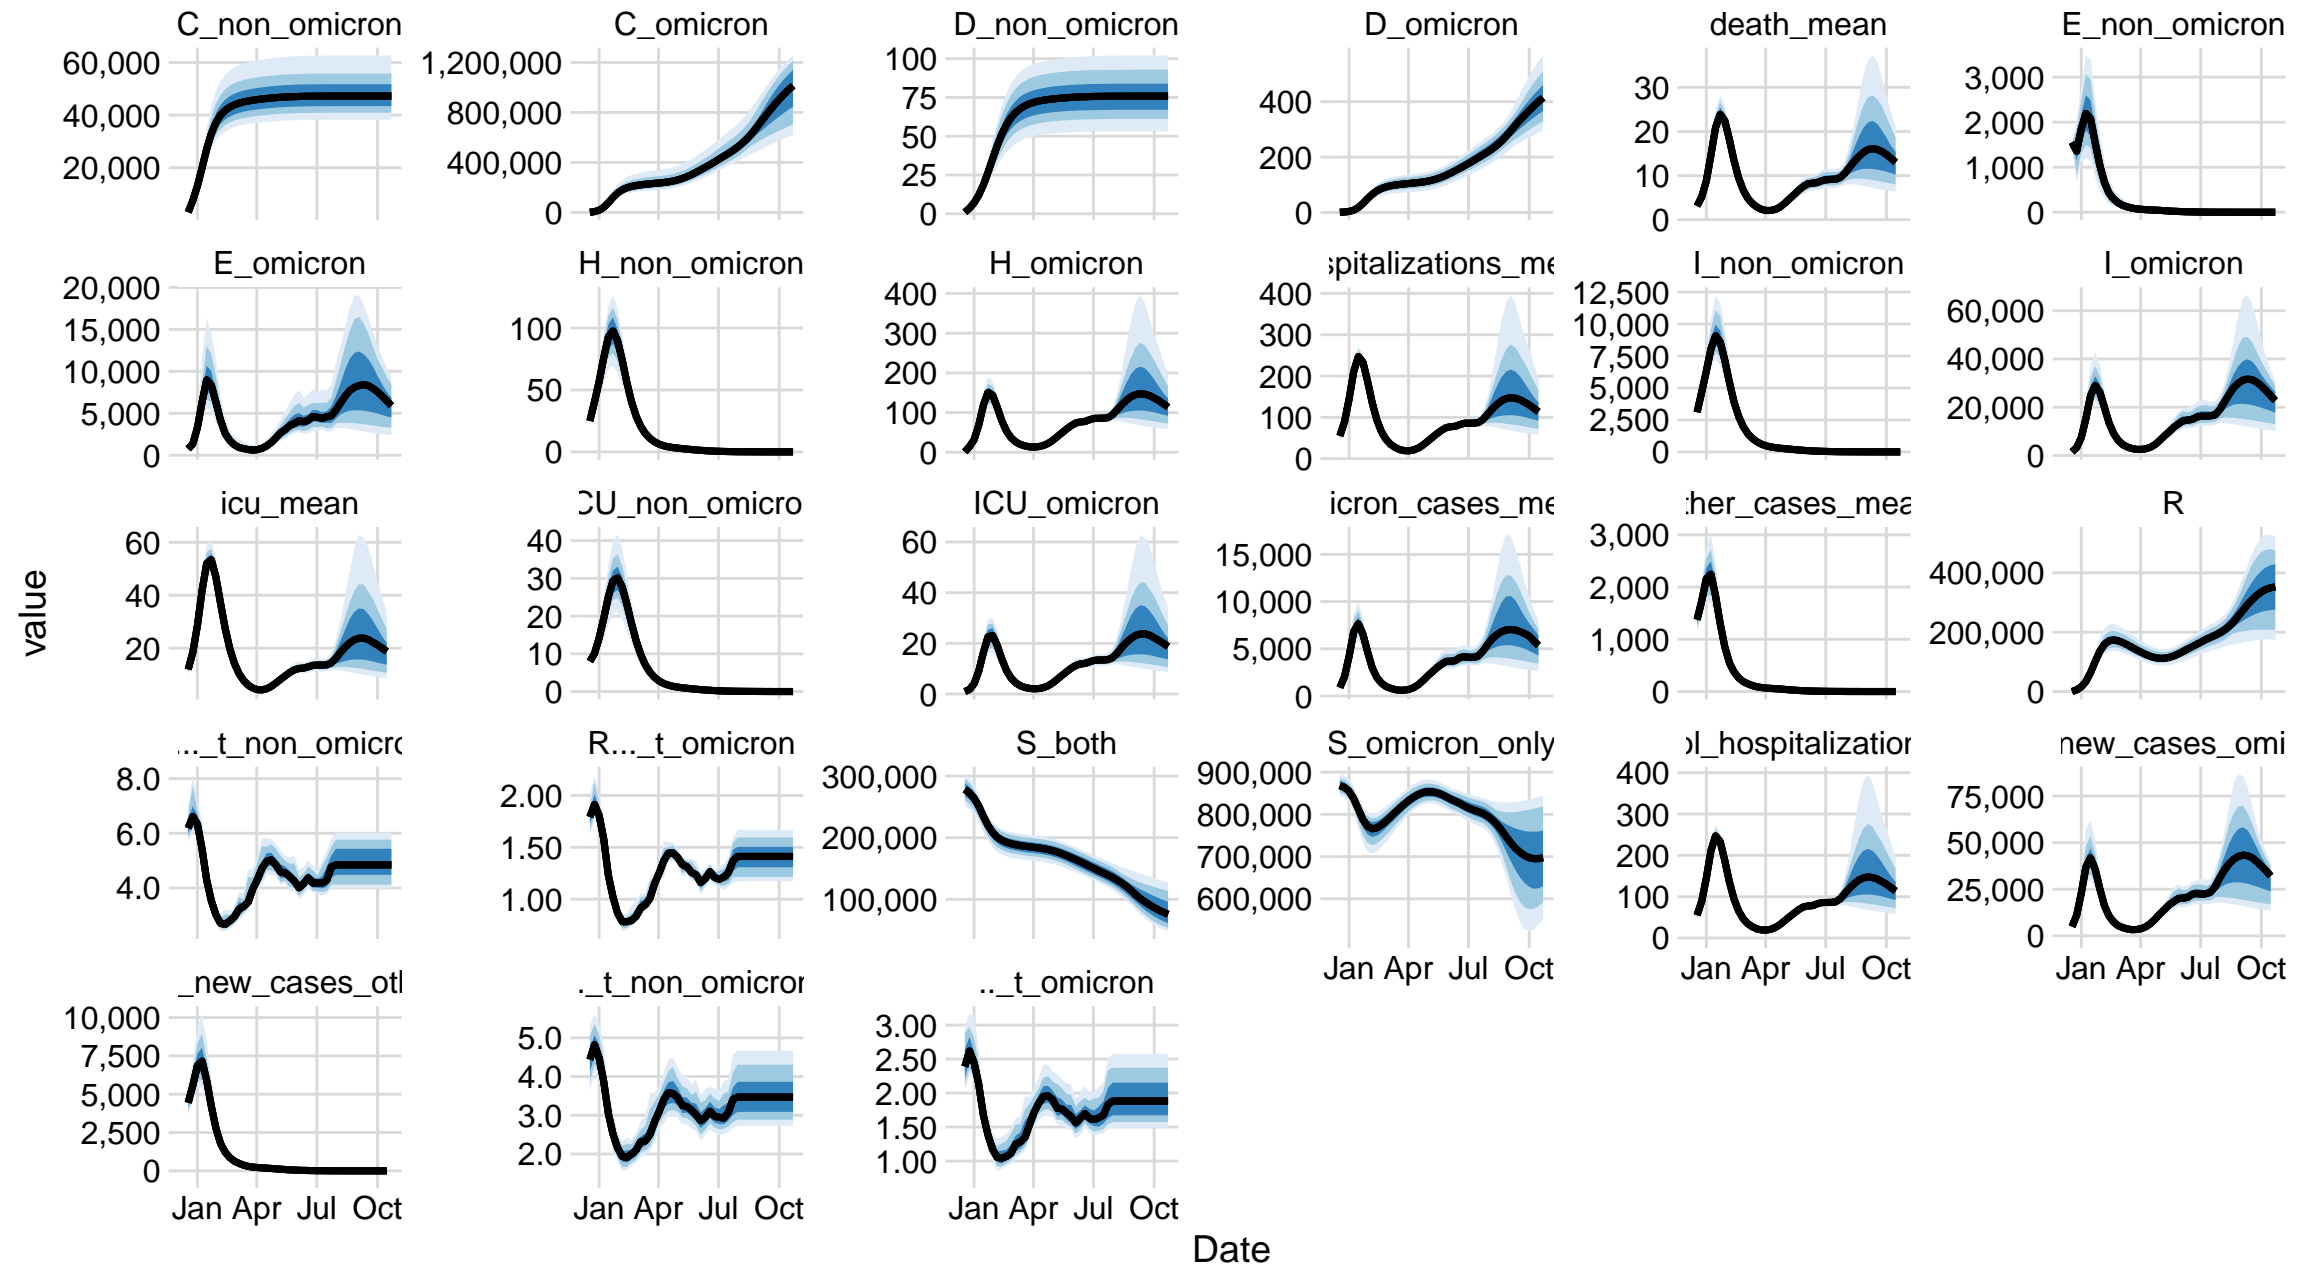 C_non_omicron C_omicron D_non_omicron D_omicron death_mean E_non_omicron
60,000 40,000 20,000
1,200,000 800,000 400,000 0
100 75 50 25 0
400 200 0
30 20 10 0
3,000 2,000 1,000 0
E_omicron H_non_omicron H_omicron spitalizations_me I_non_omicron I_omicron
20,000 15,000 10,000 5,000 0
100 50 0
400 300 200 100 0
400 300 200 100 0
12,500 10,000 7,500 5,000 2,500 0
60,000 40,000 20,000 0
icu_mean CU_non_omicro ICU_omicron icron_cases_me ther_cases_mea R
60 40 20
40 30 20 10 0
60 40 20 0
15,000 10,000 5,000 0
3,000 2,000 1,000 0
400,000 200,000 0
..._t_non_omicro R..._t_omicron S_both S_omicron_only ol_hospitalization new_cases_omi
8.0 6.0 4.0
2.00 1.50 1.00
300,000 200,000 100,000
900,000 800,000 700,000 600,000
400 300 200 100 0
75,000 50,000 25,000 0
Jan Apr Jul Oct Jan Apr Jul Oct Jan Apr Jul Oct
_new_cases_oth ._t_non_omicron .._t_omicron
10,000 7,500 5,000 2,500 0
5.0 4.0 3.0 2.0
3.00 2.50 2.00 1.50 1.00
Jan Apr Jul Oct Jan Apr Jul Oct Jan Apr Jul Oct
Date
value